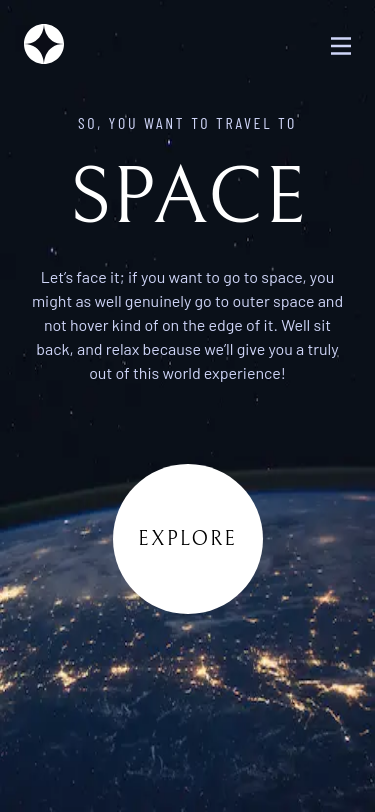 SO, YOU WANT TO TRAVEL TO
SPACE
Let’s face it; if you want to go to space, you
might as well genuinely go to outer space and
not hover kind of on the edge of it. Well sit
back, and relax because we’ll give you a truly
out of this world experience!
EXPLORE